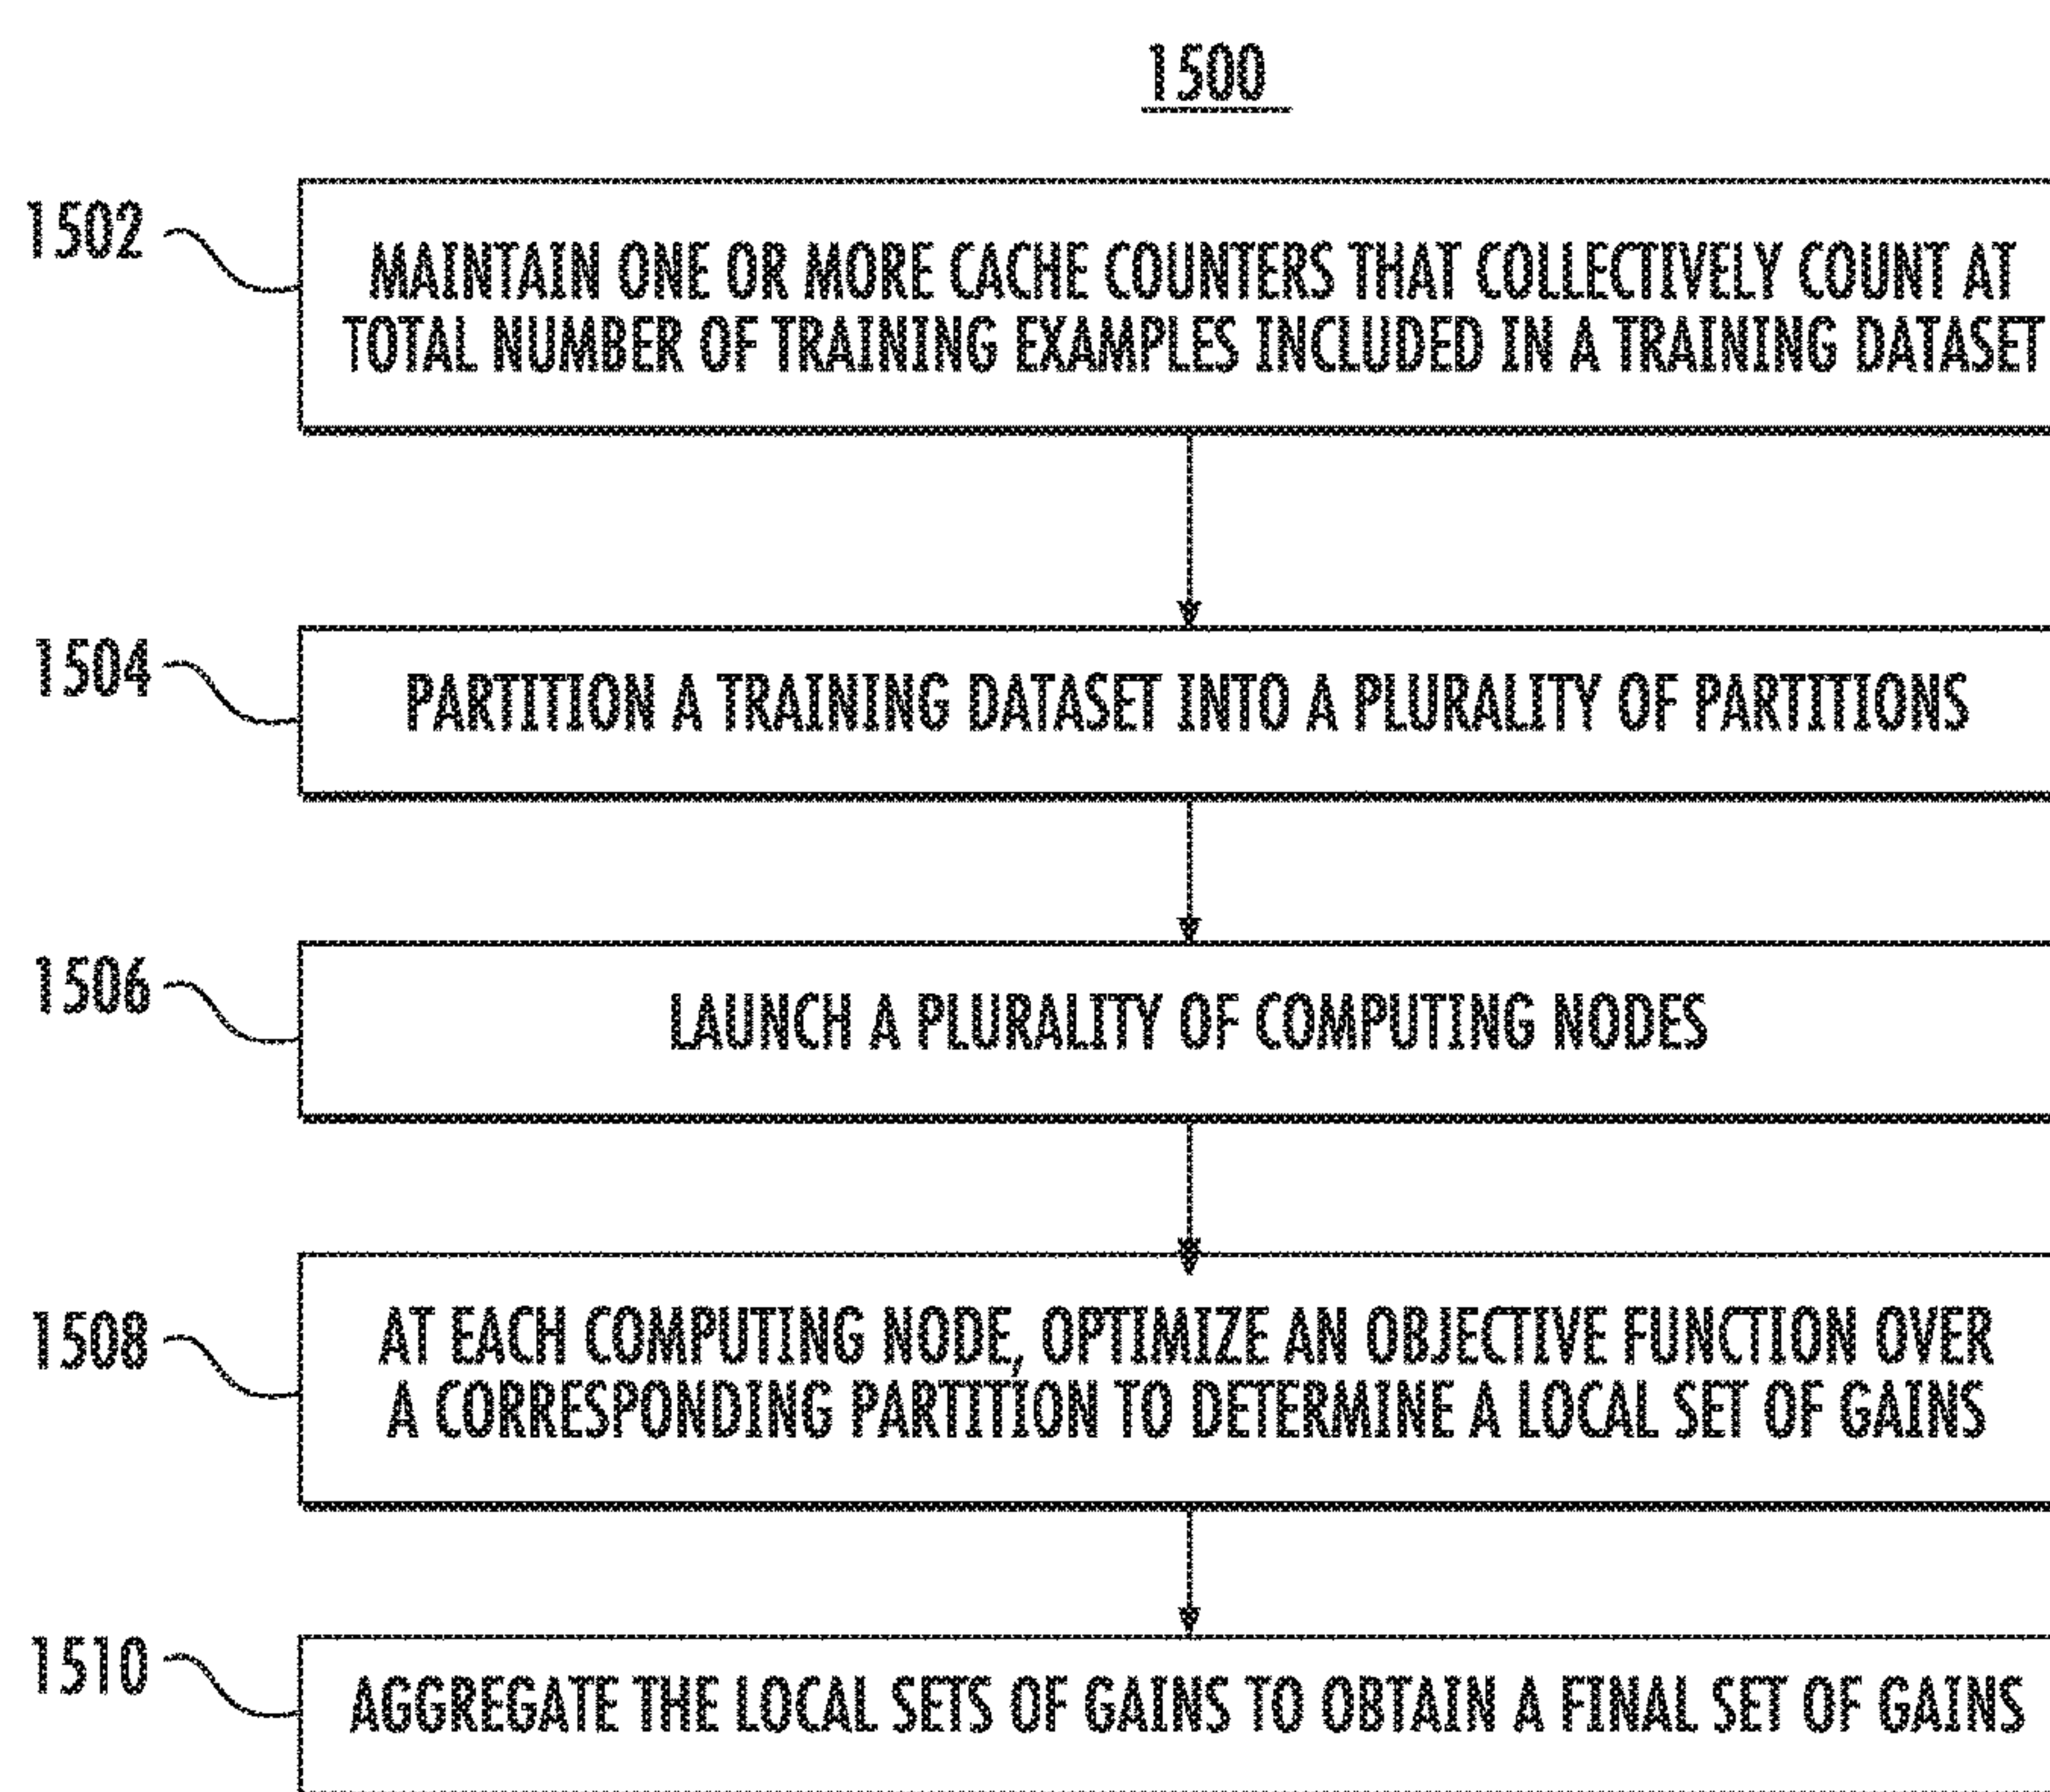 1500
1502
MAINTAIN ONE OR MORE CACHE COUNTERS THAT COLLECTIVELY COUNT AT
TOTAL NUMBER OF TRAINING EXAMPLES INCLUDED IN A TRAINING DATASET
1504
PARTITION A TRAINING DATASET INTO A PLURALITY OF PARTITIONS
1506
LAUNCH A PLURALITY OF COMPUTING NODES
1508
AT EACH COMPUTING NODE, OPTIMIZE AN OBJECTIVE FUNCTION OVER
A CORRESPONDING PARTITION TO DETERMINE A LOCAL SET OF GAINS
1510
AGGREGATE THE LOCAL SETS OF GAINS TO OBTAIN A FINAL SET OF GAINS